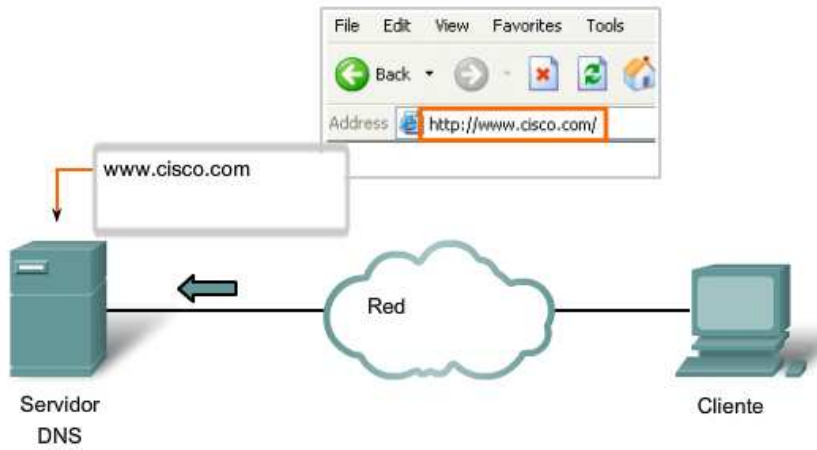 File Edit View Favorites Tools
Back
Address http://www.cisco.com/
www.cisco.com
Red
Servidor
DNS
Cliente